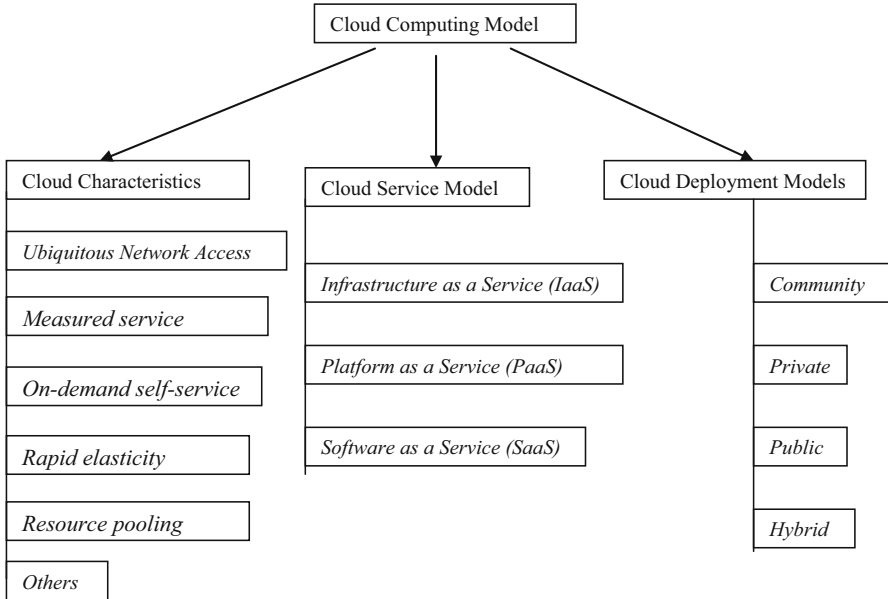 Cloud Computing Model
Cloud Characteristics
Ubiquitous Network Access
Measured service
On-demand self-service
Rapid elasticity
Resource pooling
Others
Cloud Service Model
Infrastructure as a Service (IaaS)
Platform as a Service (PaaS)
Software as a Service (SaaS)
Cloud Deployment Models
Community
Private
Public
Hybrid